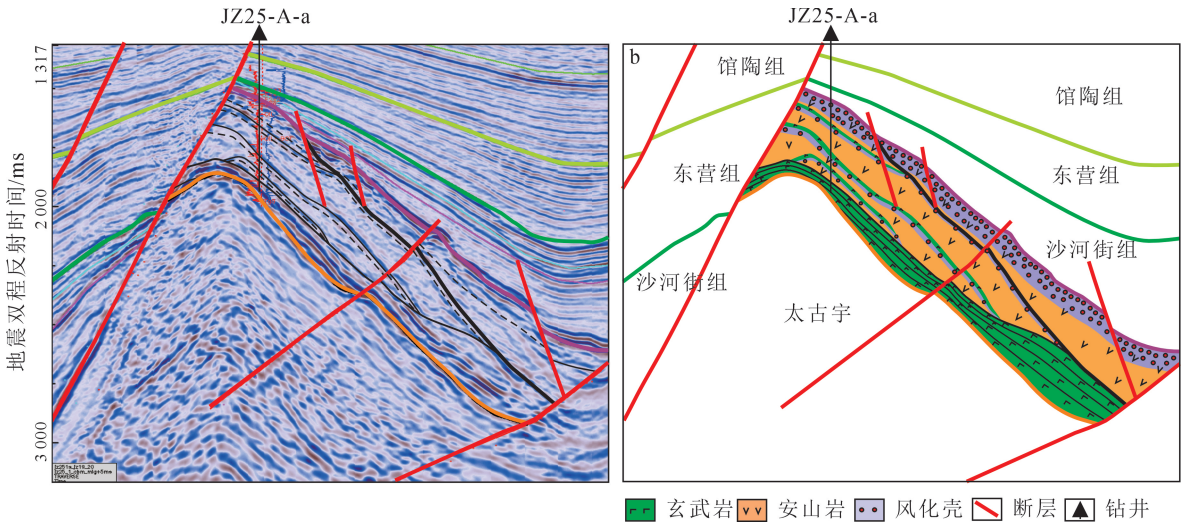 JZ25-A-a
JZ25-A-a
1 317
2 000
3 000
地震双程反射时间/ms
TRAVERSE
b
馆陶组
馆陶组
东营组
东营组
沙河街组
沙河街组
太古宇
玄武岩 安山岩 风化壳 断层 钻井